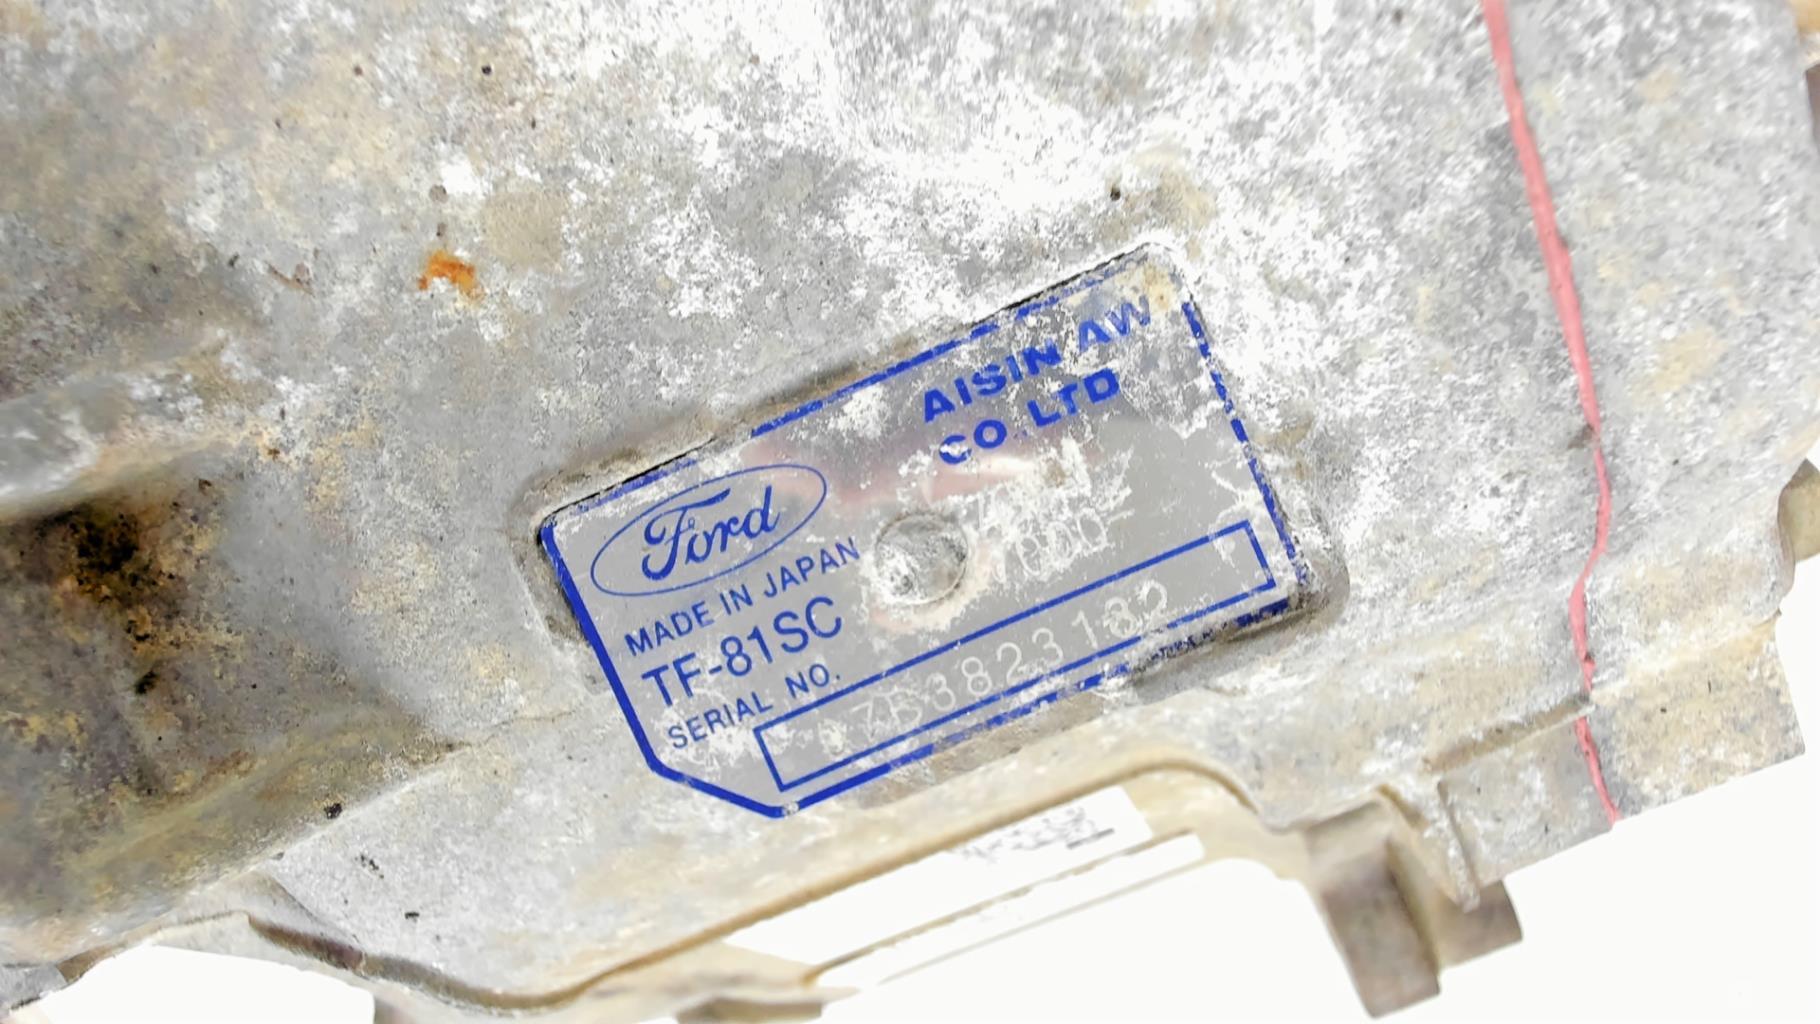 AISIN AW
CO.,LTD
Ford
MADE IN JAPAN
TF-81SC
SERIAL NO.